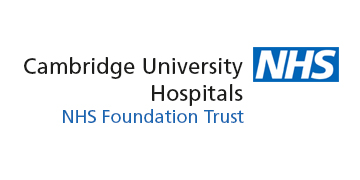 Cambridge University NHS
Hospitals
NHS Foundation Trust